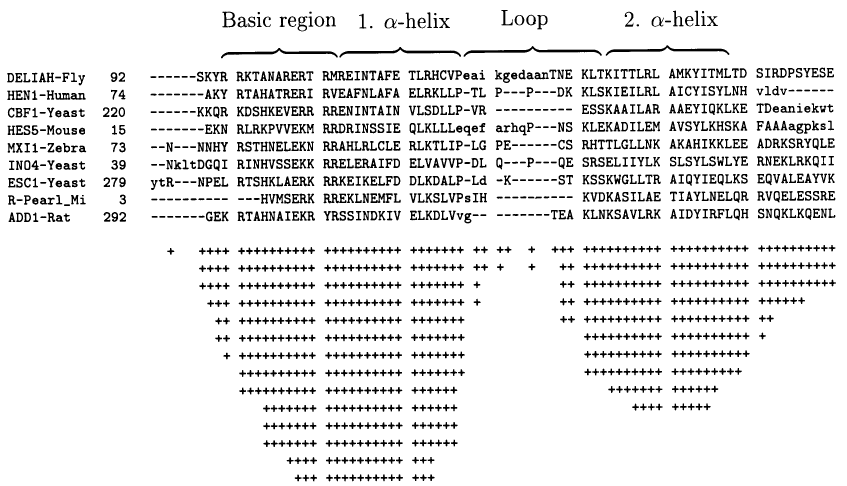 Basic region 1. α-helix Loop 2. α-helix
DELIAH-Fly 92 ------SKYR RKTANARERT RMREINTAFE TLRHCVPeai kgedaanTNE KLTKITTLRL AMKYITMLTD SIRDPSYESE
HEN1-Human 74 -------AKY RTAHATRERI RVEAFNLAFA ELRKLLP-TL P---P---DK KLSKIEILRL AICYISYLNH vldv------
CBF1-Yeast 220 ------KKQR KDSHKEVERR RRENINTAIN VLSDLLP-VR --------ES SKAAILARAA EYIQKLKE TDeaniekwt
HES5-Mouse 15 -------EKN RLRKPVVEKM RRDRINSSIE QLKLLLeqef arhqP---NS KLEKADILEM AVSYLKHSKA FAAAagpksl
MXI1-Zebra 73 --N---NNHY RSTHNELEKN RRAHLRLCLE RLKTLIP-LG PE------CS RHTTLGLLNK AKAHIKKLEE ADRKSRYQLE
INO4-Yeast 39 --NkltDGQI RINHVSSEKK RRELERAIFD ELVAVVP-DL Q---P---QE SRSELIIYLK SLSYLSWLYE RNEKLRKQII
ESC1-Yeast 279 ytR---NPEL RTSHKLAERK RRKEIKELFD DLKDALP-Ld -K------ST KSSKWGLLTR AIQYIEQLKS EQVALEAYVK
R-Pearl_Mi 3 ---------- ---HVMSERK RREKLNEMFL VLKSLVPsIH ---------- KVDKASILAE TIAYLNELQR RVQELESSRE
ADD1-Rat 292 -------GEK RTAHNAIEKR YRSSINDKIV ELKDLVvg-- -------TEA KLNKSAVLRK AIDYIRFLQH SNQKLKQENL
+ ++++ ++++++++++ ++++++++++ +++++++ ++ ++ + +++ ++++++++++ ++++++++++ ++++++++++
++++ ++++++++++ ++++++++++ +++++++ ++ + + ++ ++++++++++ ++++++++++ ++++++++++
++++ ++++++++++ ++++++++++ +++++++ + ++ ++++++++++ ++++++++++ ++++++++++
+++ ++++++++++ ++++++++++ +++++++ + ++ ++++++++++ ++++++++++ ++++++
++ ++++++++++ ++++++++++ +++++++ ++ ++++++++++ ++++++++++ ++
++ ++++++++++ ++++++++++ +++++++ ++++++++++ ++++++++++ +
+ ++++++++++ ++++++++++ +++++++ ++++++++++ ++++++++++
++++++++++ ++++++++++ +++++++ ++++++++++ +++++++++
++++++++++ ++++++++++ ++++++ +++++++ ++++++
+++++++ ++++++++++ ++++++ ++++ +++++
+++++++ ++++++++++ ++++++
+++++++ ++++++++++ ++++++
++++ ++++++++++ +++
+++ ++++++++++ +++